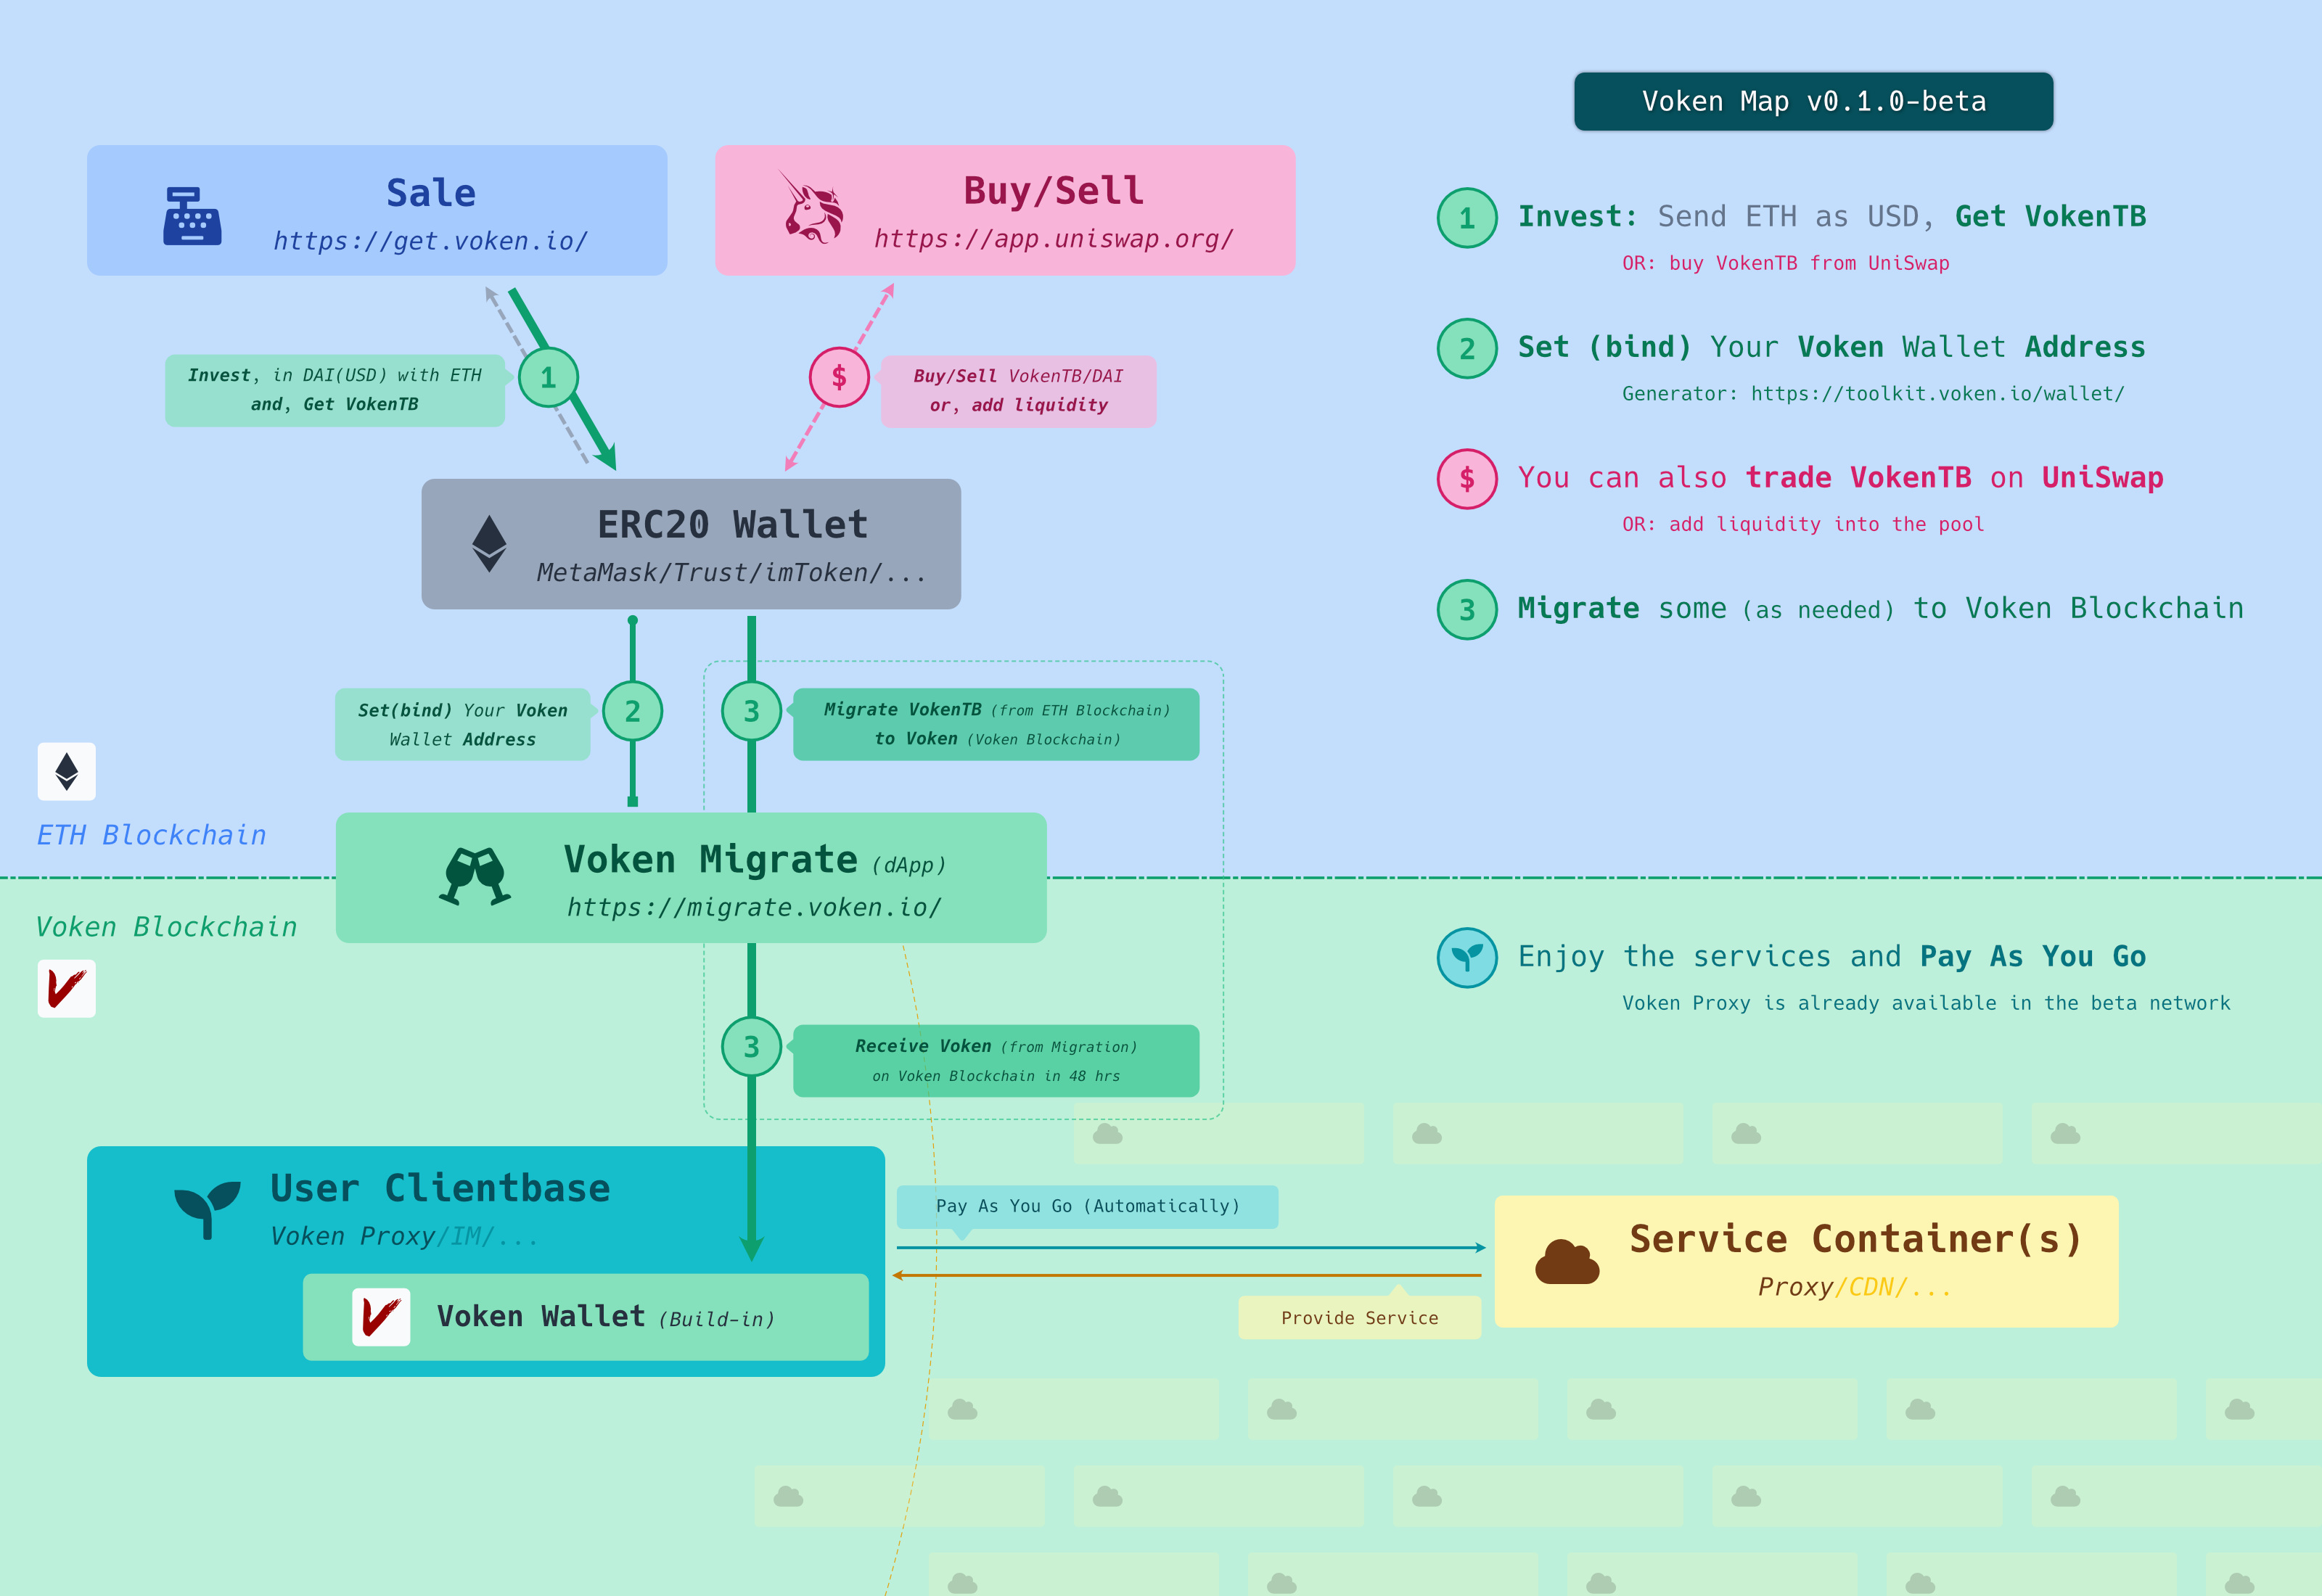 Voken Map v0.1.0-beta
Sale
https://get.voken.io/
Buy/Sell
https://app.uniswap.org/
1
Invest: Send ETH as USD, Get VokenTB
OR: buy VokenTB from UniSwap
2
Set (bind) Your Voken Wallet Address
Generator: https://toolkit.voken.io/wallet/
$
You can also trade VokenTB on UniSwap
OR: add liquidity into the pool
3
Migrate some (as needed) to Voken Blockchain
Invest, in DAI(USD) with ETH
and, Get VokenTB
1
$
Buy/Sell VokenTB/DAI
or, add liquidity
ERC20 Wallet
MetaMask/Trust/imToken/...
Set(bind) Your Voken
Wallet Address
2
3
Migrate VokenTB (from ETH Blockchain)
to Voken (Voken Blockchain)
ETH Blockchain
Voken Migrate (dApp)
https://migrate.voken.io/
Voken Blockchain
Enjoy the services and Pay As You Go
Voken Proxy is already available in the beta network
3
Receive Voken (from Migration)
on Voken Blockchain in 48 hrs
User Clientbase
Voken Proxy/IM/...
Voken Wallet (Build-in)
Pay As You Go (Automatically)
Provide Service
Service Container(s)
Proxy/CDN/...